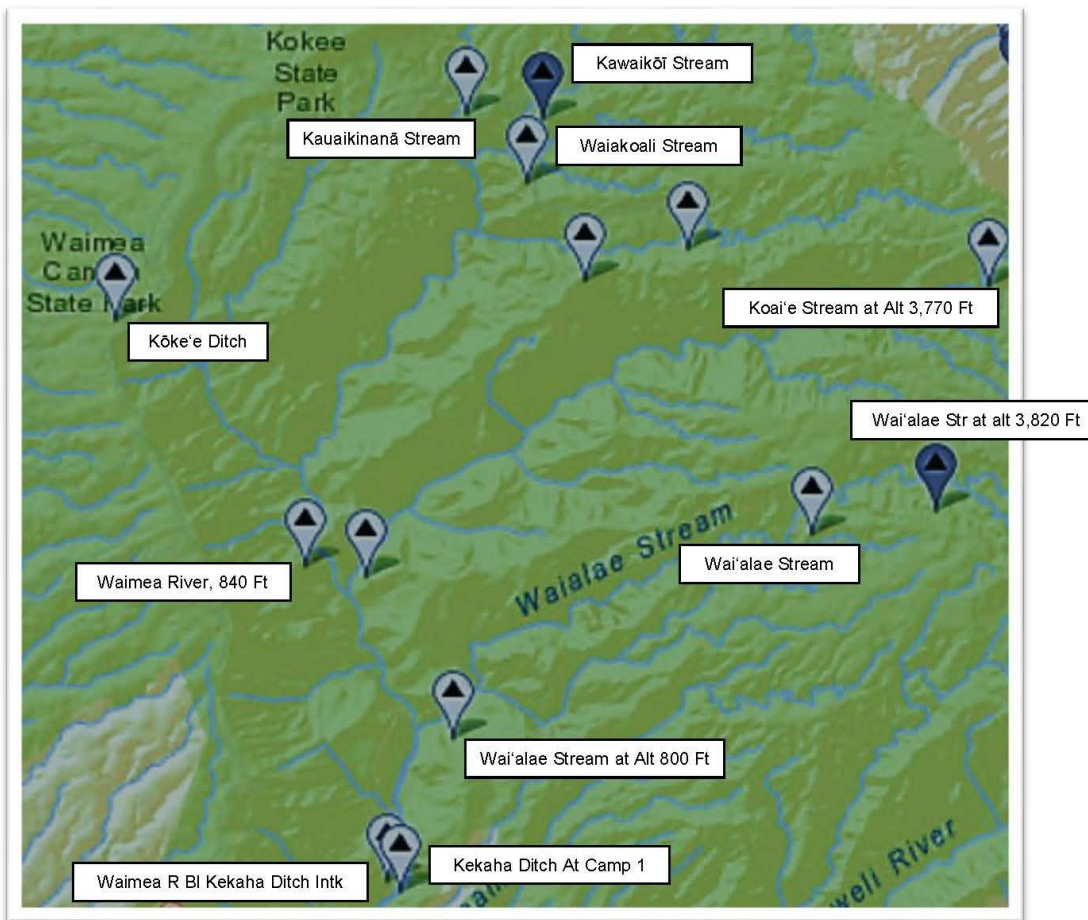 Kokee
State
Park
Kawaikōī Stream
Kauaikinanā Stream
Waiakoali Stream
Waimea
Canyon
State Park
Koai‘e Stream at Alt 3,770 Ft
Kōke‘e Ditch
Wai‘alae Str at alt 3,820 Ft
Waialae Stream
Wai‘alae Stream
Waimea River, 840 Ft
Wai‘alae Stream at Alt 800 Ft
Kekaha Ditch At Camp 1
Waimea R Bl Kekaha Ditch Intk
River